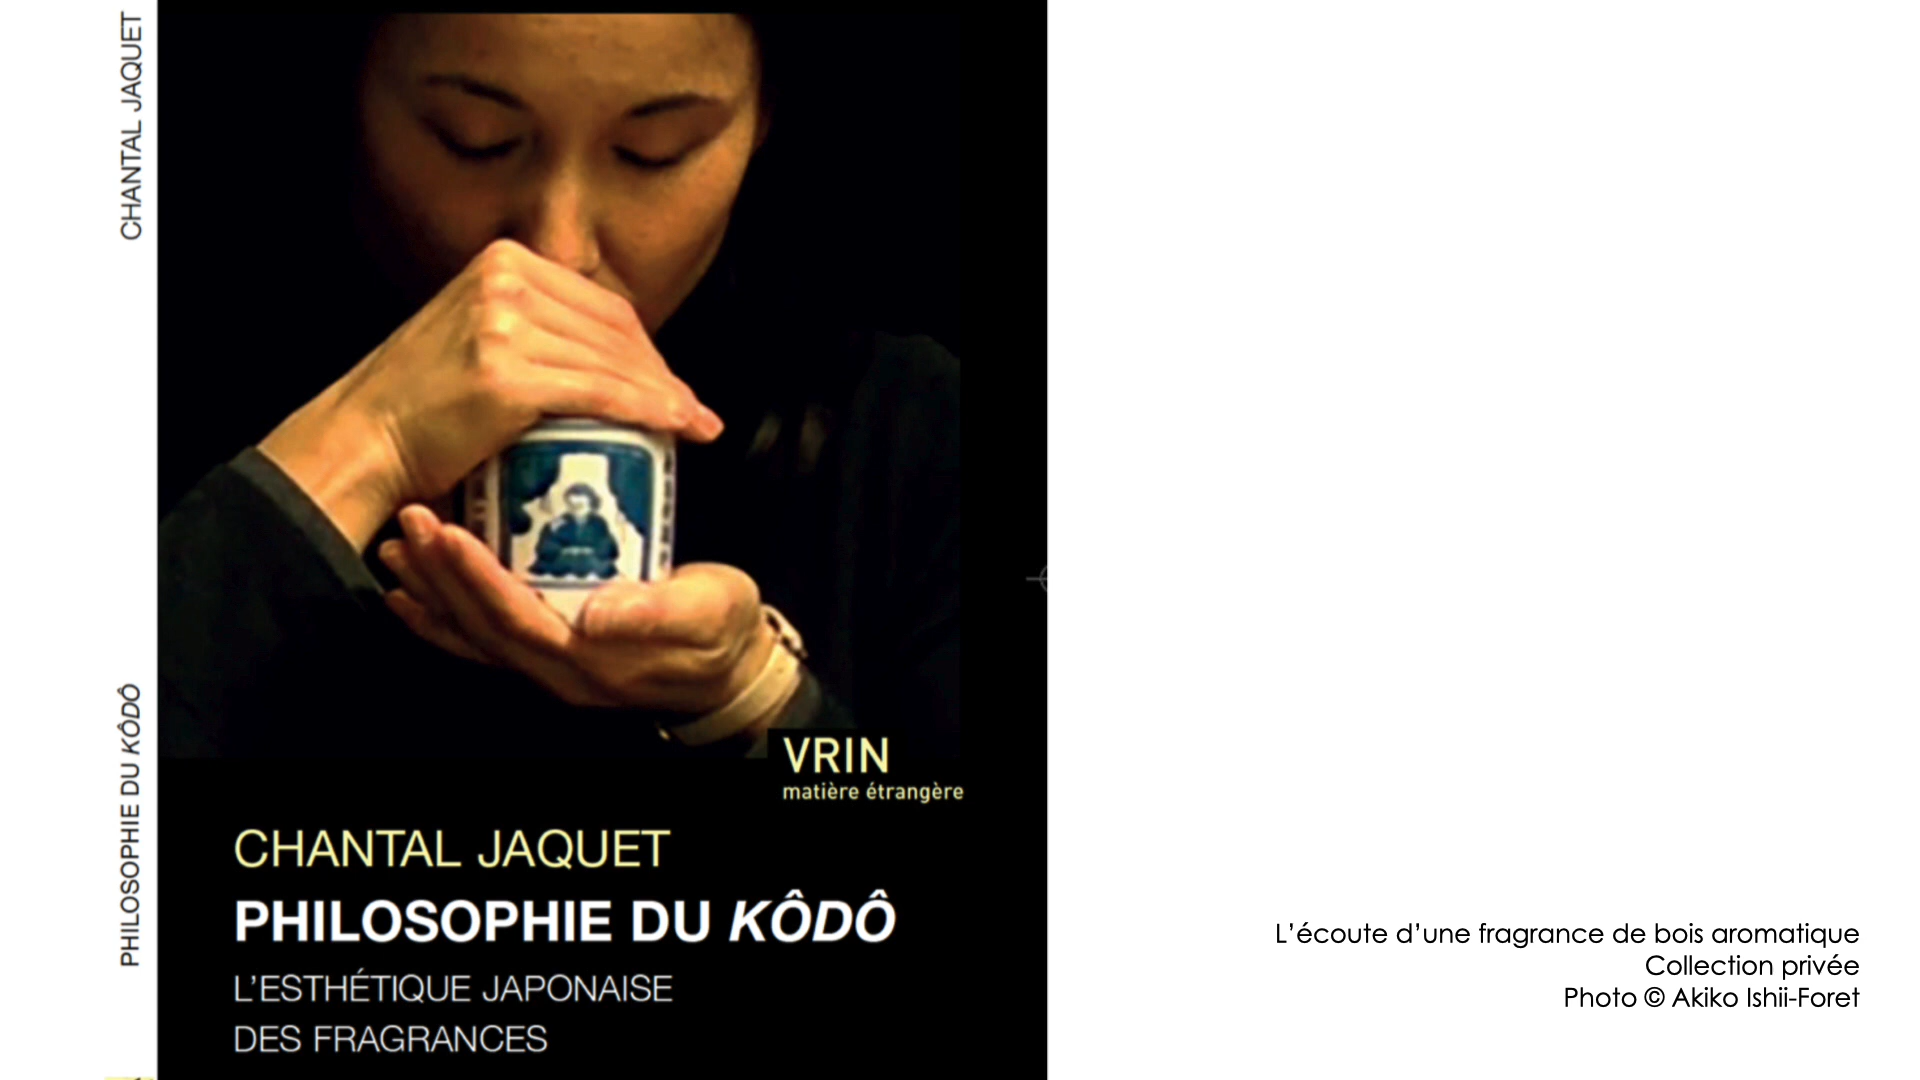 CHANTAL JAQUET
PHILOSOPHIE DU KÔDÔ
VRIN
matière étrangère
CHANTAL JAQUET
PHILOSOPHIE DU KÔDÔ
L’ESTHÉTIQUE JAPONAISE
DES FRAGRANCES
L’écoute d’une fragrance de bois aromatique
Collection privée
Photo © Akiko Ishii-Foret